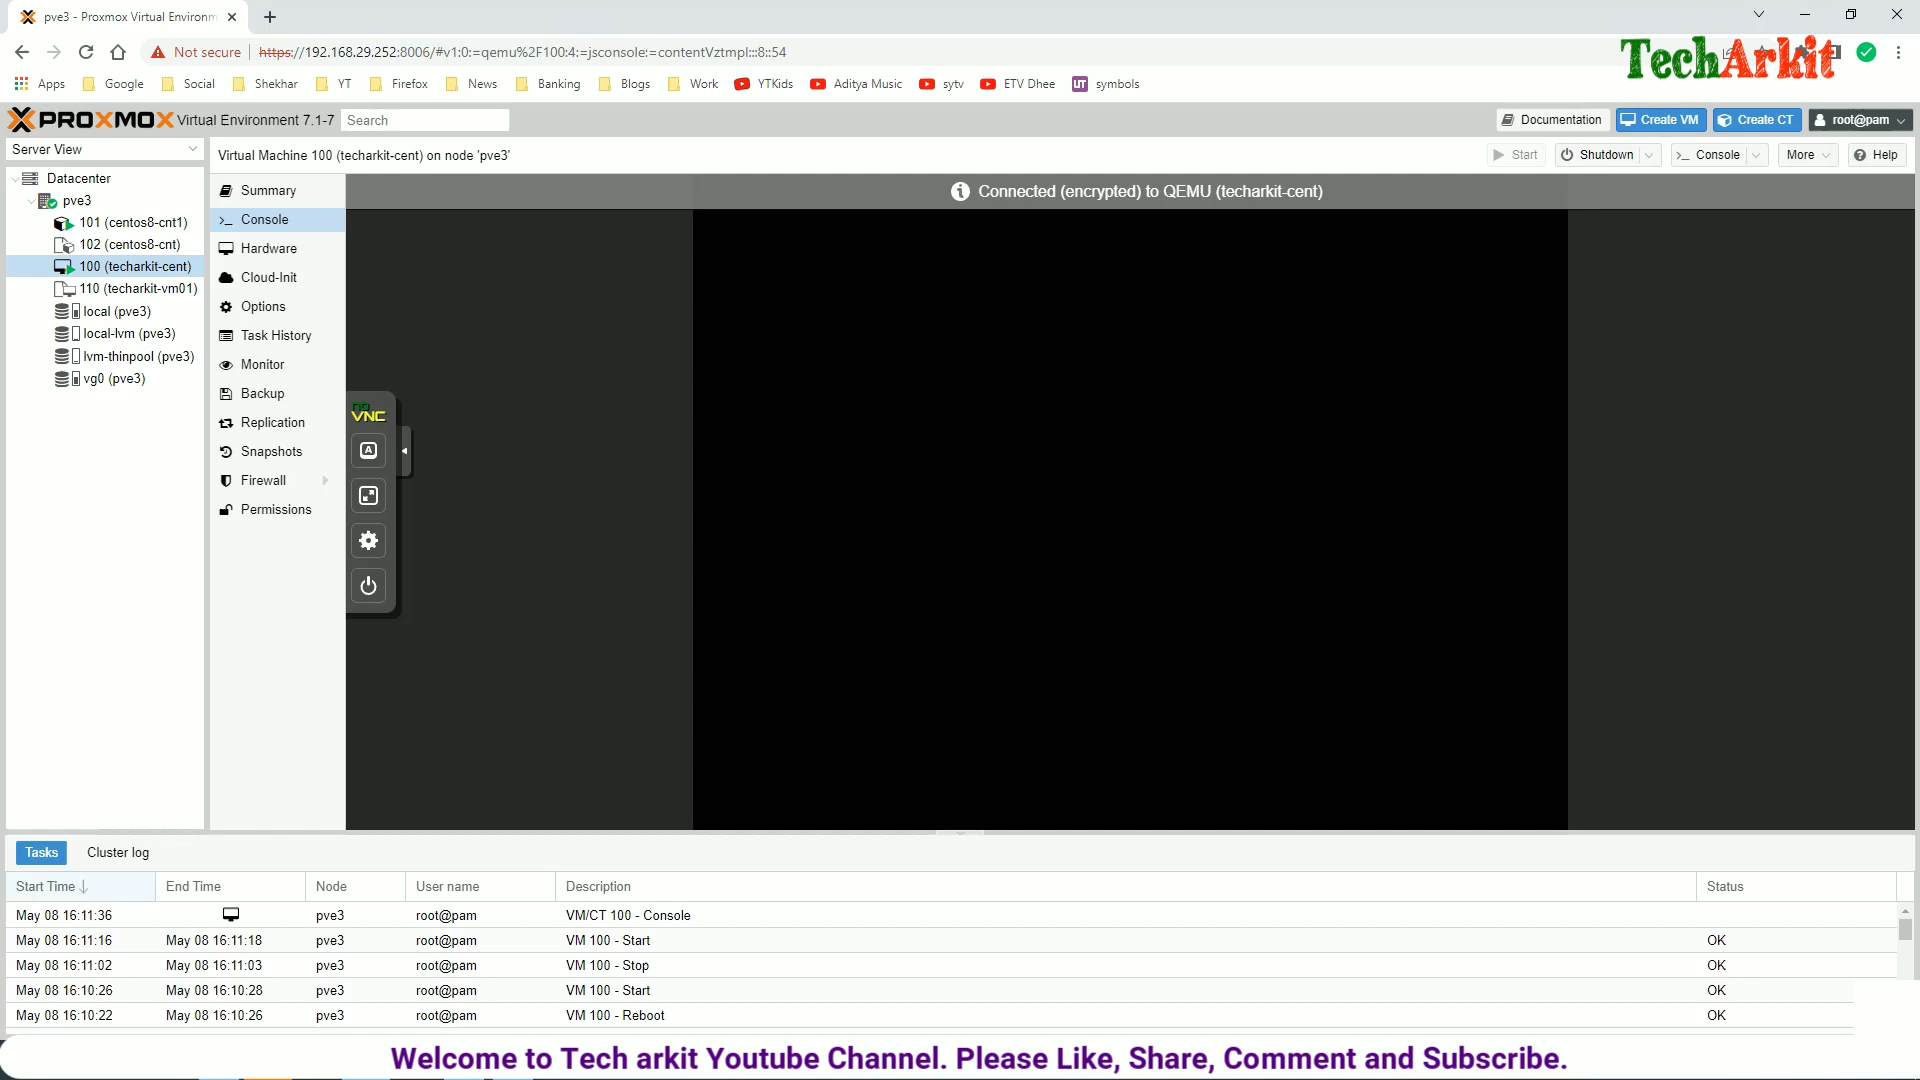 pve3 - Proxmox Virtual Environm
Not secure https://192.168.29.252:8006/#v1:0:=qemu%2F100:4:=jsconsole:=contentVztmpl:::8::54
TechArkit
Apps Google Social Shekhar YT Firefox News Banking Blogs Work YTKids Aditya Music sytv ETV Dhee UT symbols
PROXMOX Virtual Environment 7.1-7 Search Documentation Create VM Create CT root@pam
Server View
Virtual Machine 100 (techarkit-cent) on node 'pve3' Start Shutdown Console More Help
Datacenter
pve3
101 (centos8-cnt1)
102 (centos8-cnt)
100 (techarkit-cent)
110 (techarkit-vm01)
local (pve3)
local-lvm (pve3)
lvm-thinpool (pve3)
vg0 (pve3)
Summary
Console
Hardware
Cloud-Init
Options
Task History
Monitor
Backup
Replication
Snapshots
Firewall
Permissions
Connected (encrypted) to QEMU (techarkit-cent)
no
VNC
A
Tasks Cluster log
Start Time End Time Node User name Description Status
May 08 16:11:36 pve3 root@pam VM/CT 100 - Console
May 08 16:11:16 May 08 16:11:18 pve3 root@pam VM 100 - Start OK
May 08 16:11:02 May 08 16:11:03 pve3 root@pam VM 100 - Stop OK
May 08 16:10:26 May 08 16:10:28 pve3 root@pam VM 100 - Start OK
May 08 16:10:22 May 08 16:10:26 pve3 root@pam VM 100 - Reboot OK
Welcome to Tech arkit Youtube Channel. Please Like, Share, Comment and Subscribe.